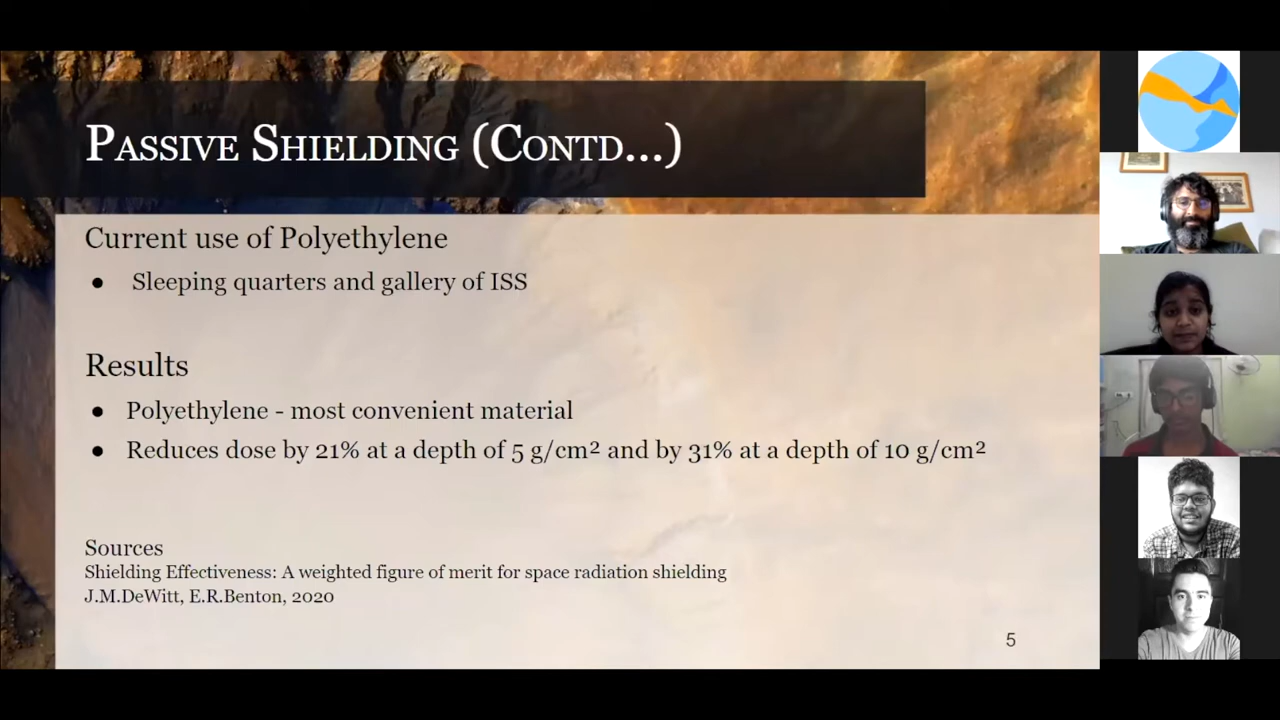 Passive Shielding (Contd...)
Current use of Polyethylene
● Sleeping quarters and gallery of ISS
Results
● Polyethylene - most convenient material
● Reduces dose by 21% at a depth of 5 g/cm² and by 31% at a depth of 10 g/cm²
Sources
Shielding Effectiveness: A weighted figure of merit for space radiation shielding
J.M.DeWitt, E.R.Benton, 2020
5